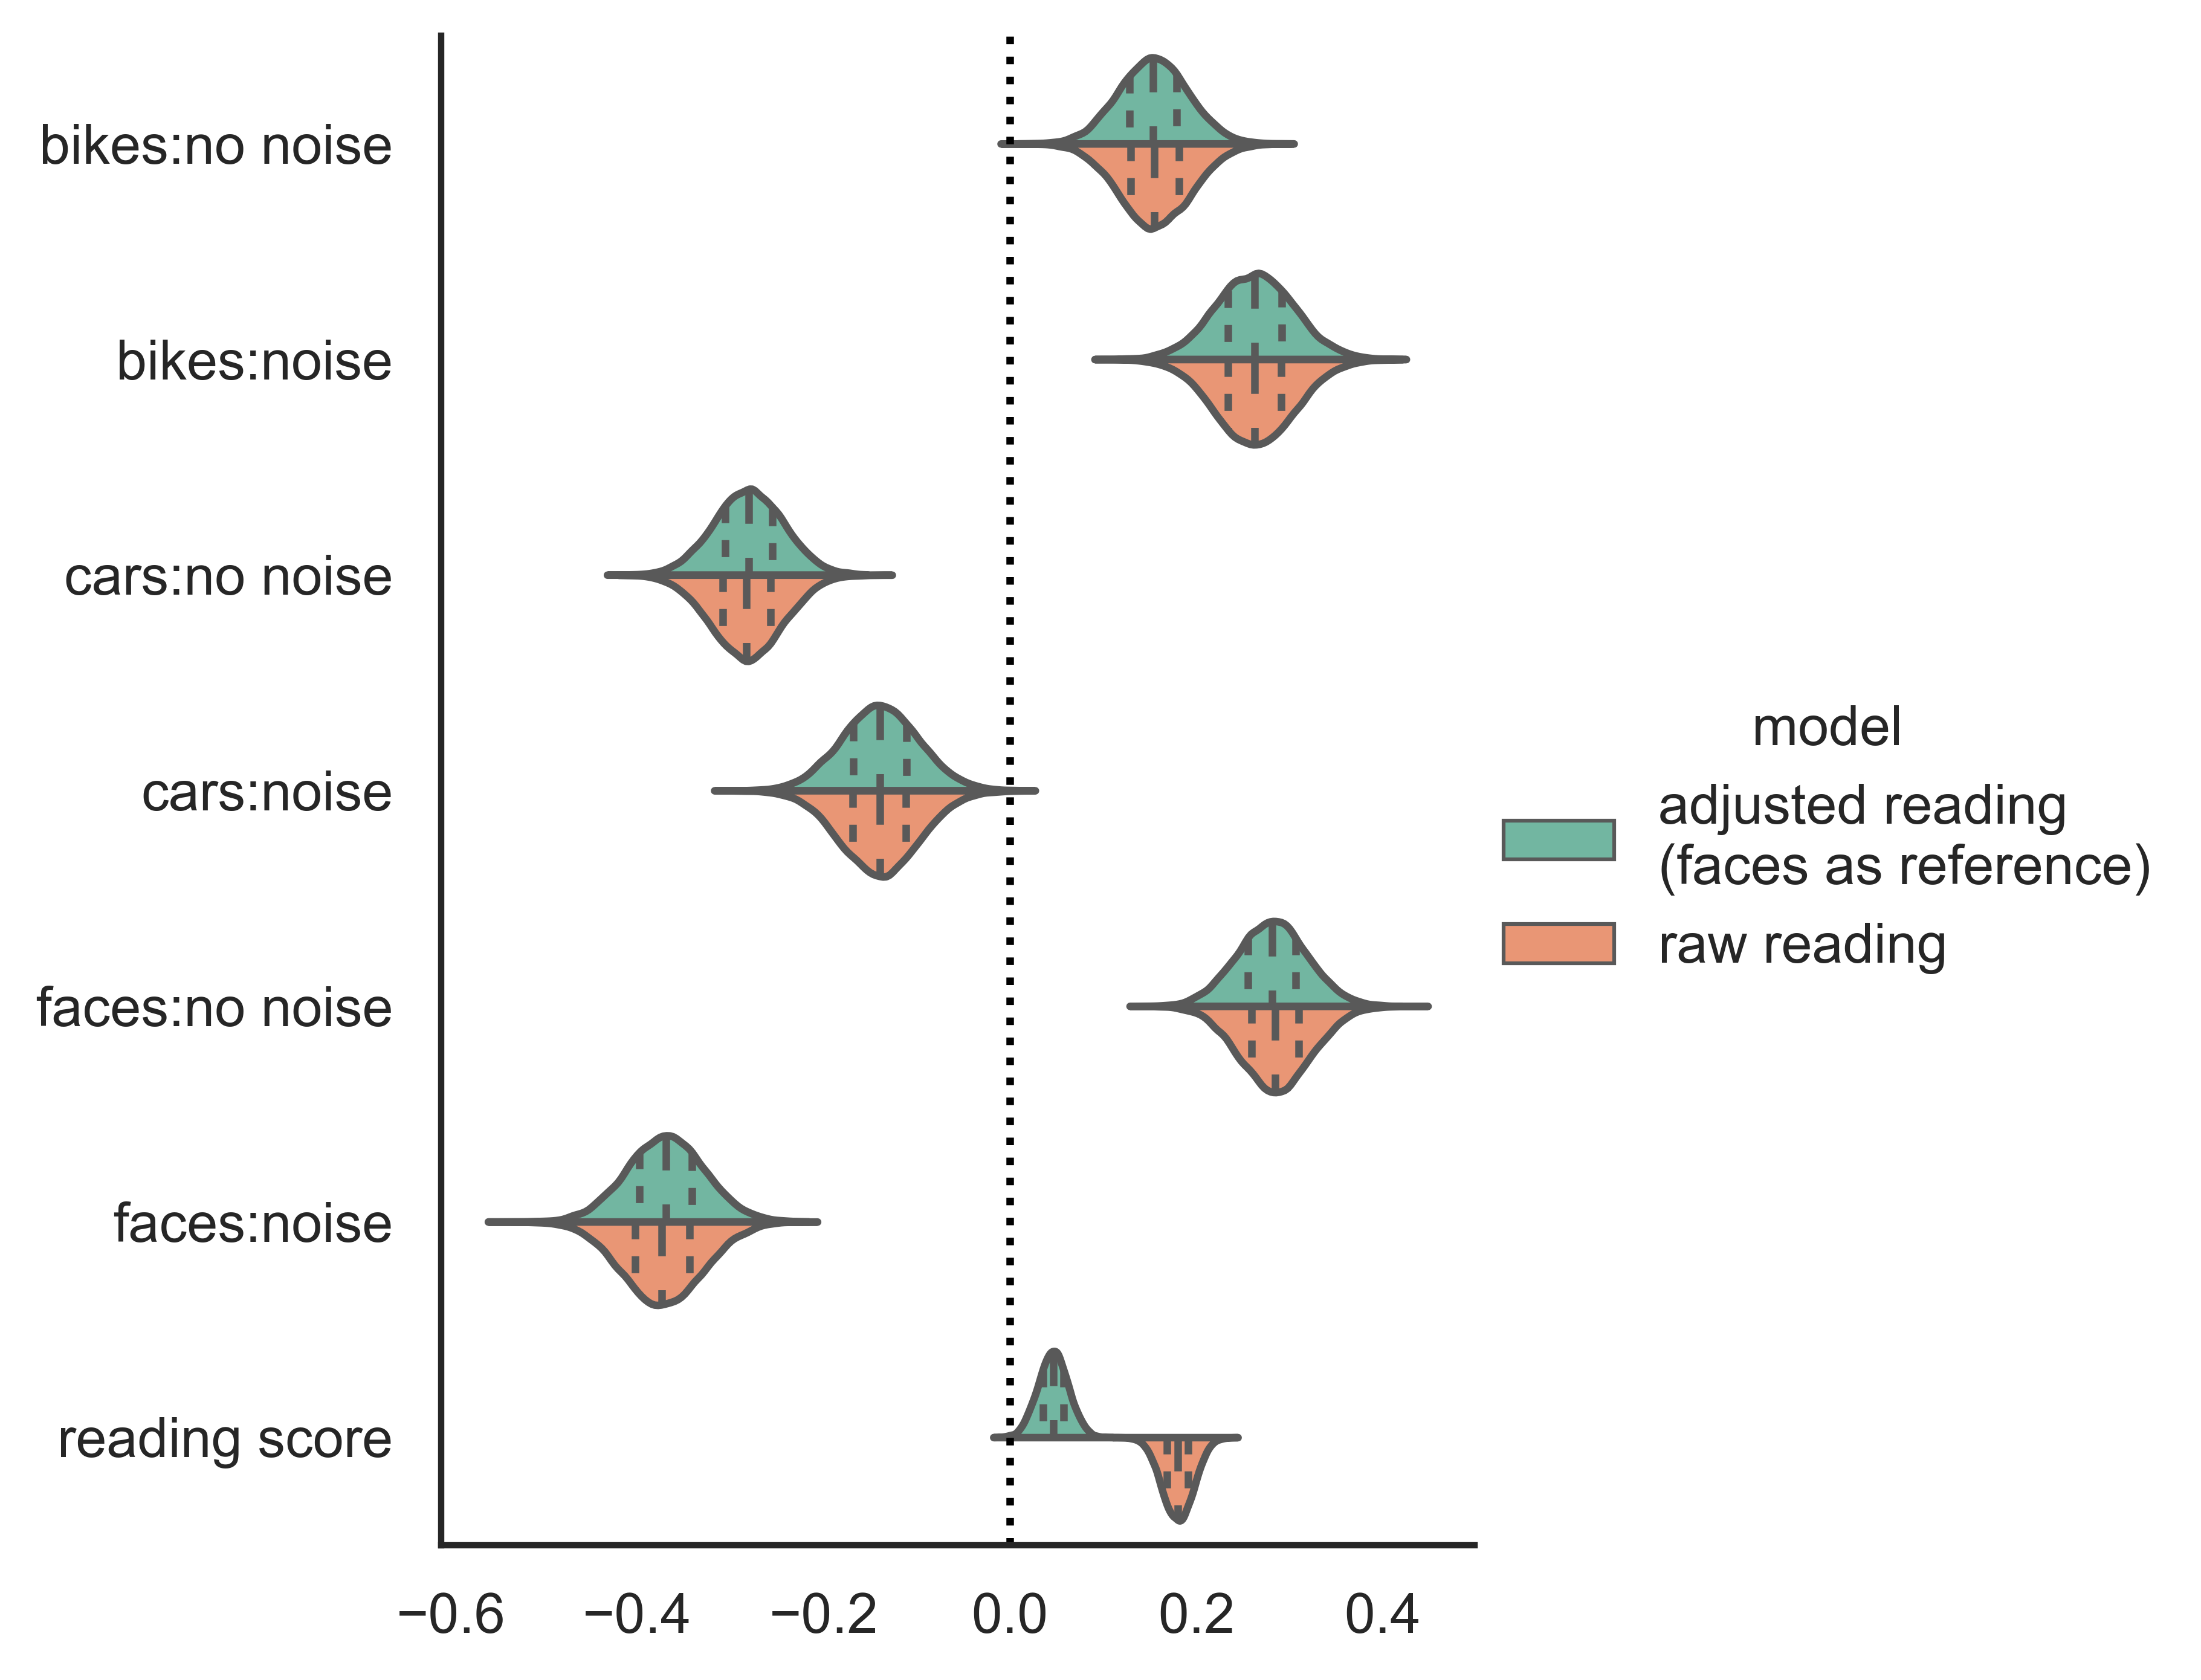 bikes:no noise
bikes:noise
cars:no noise
cars:noise
faces:no noise
faces:noise
reading score
−0.6
−0.4
−0.2
0.0
0.2
0.4
model
adjusted reading
(faces as reference)
raw reading